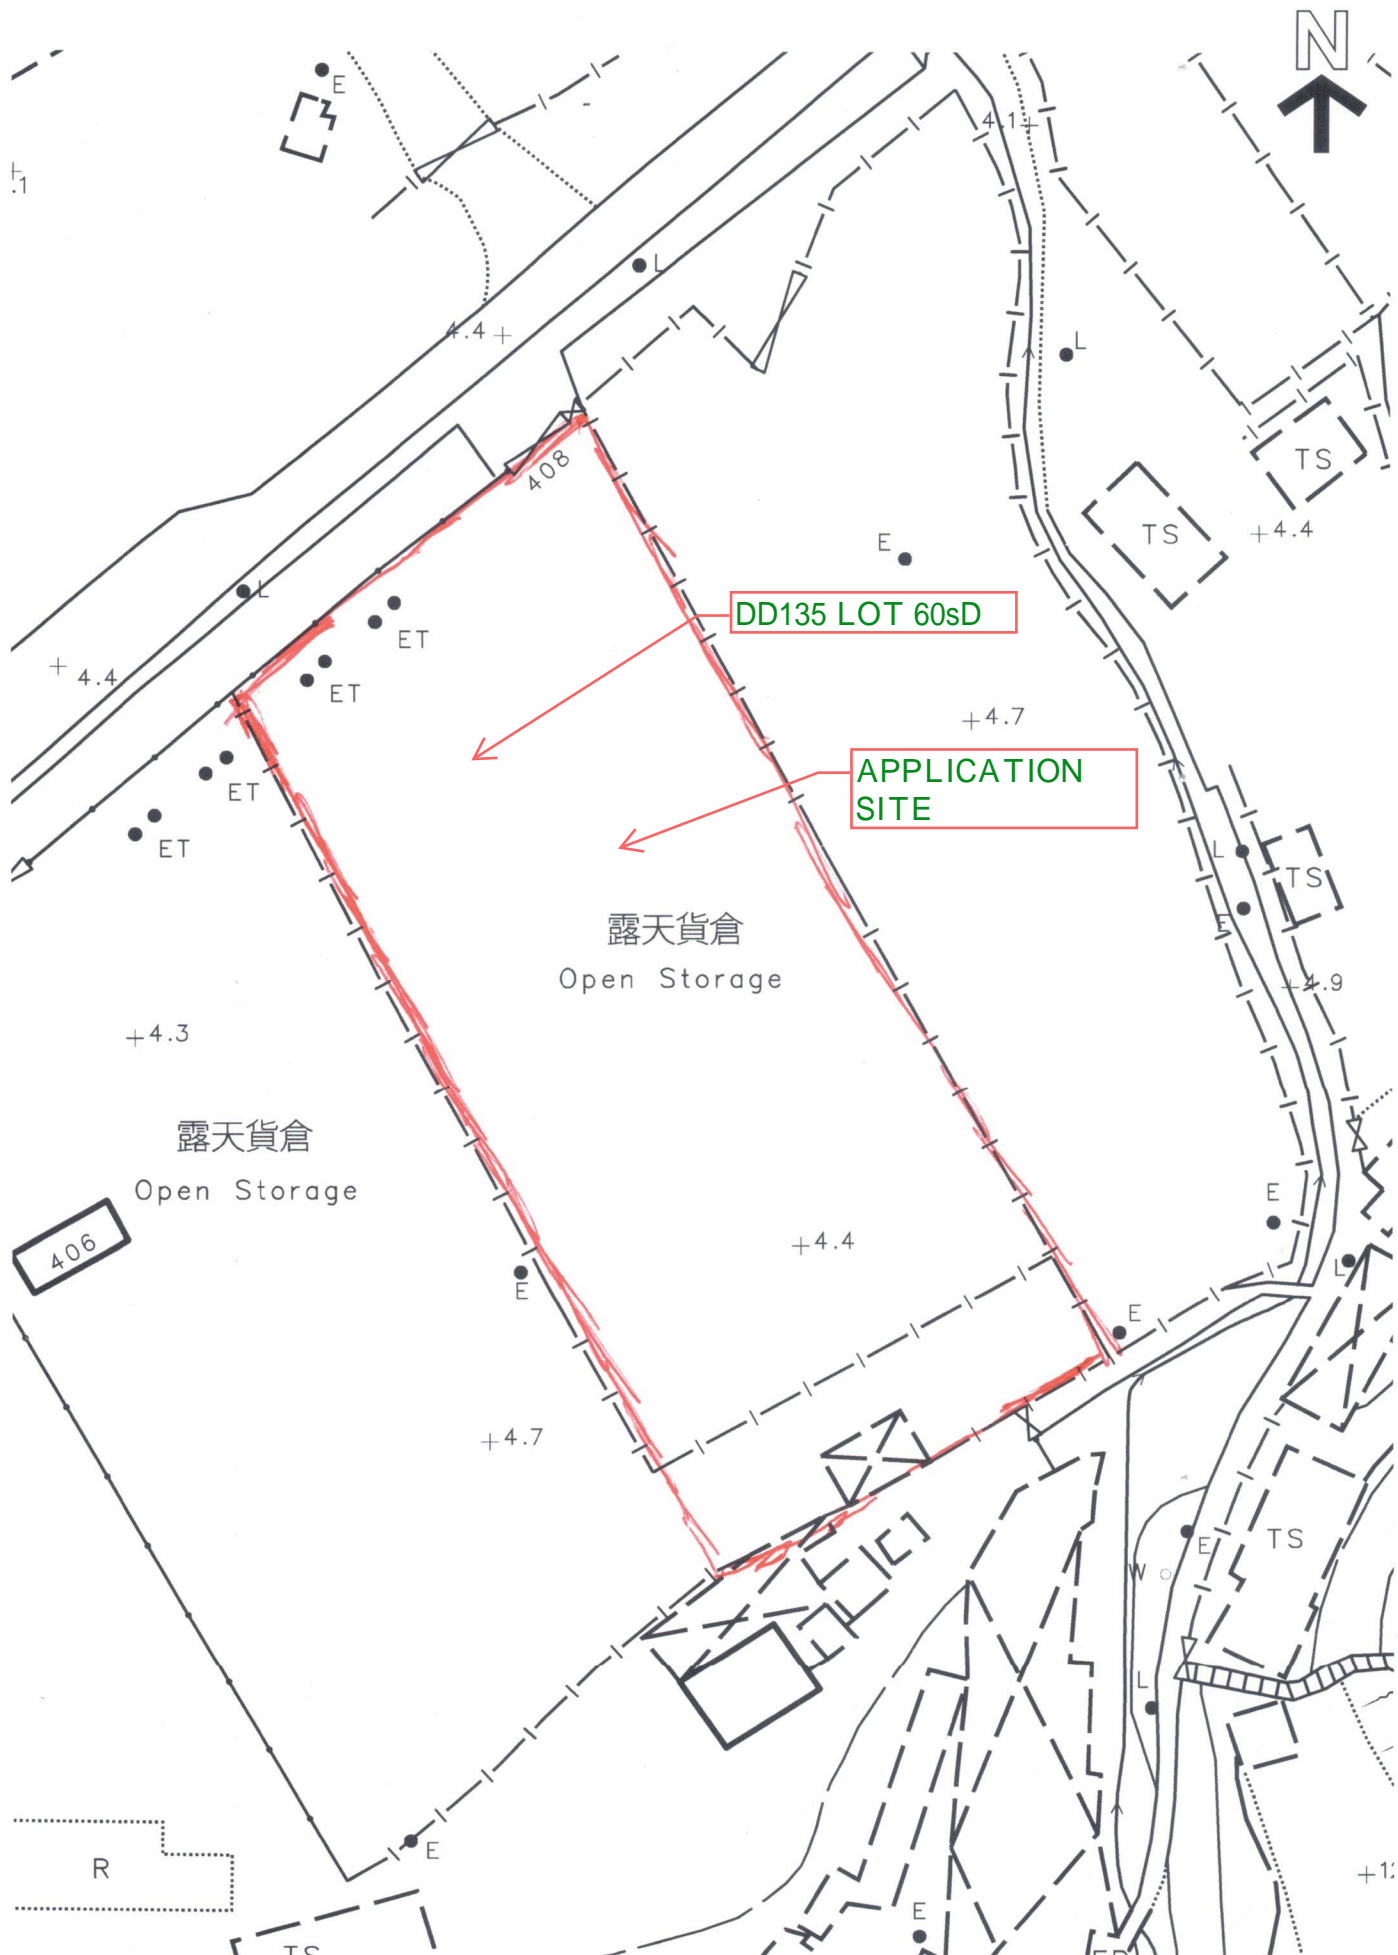 N
E
4.1
.1
L
4.4
L
408
TS
TS
4.4
E
L
DD135 LOT 60sD
ET
4.4
ET
4.7
ET
APPLICATION
SITE
ET
L
TS
E
露天貨倉
Open Storage
4.9
4.3
露天貨倉
Open Storage
E
406
4.4
L
E
E
4.7
TS
E
W
L
E
R
E
TS